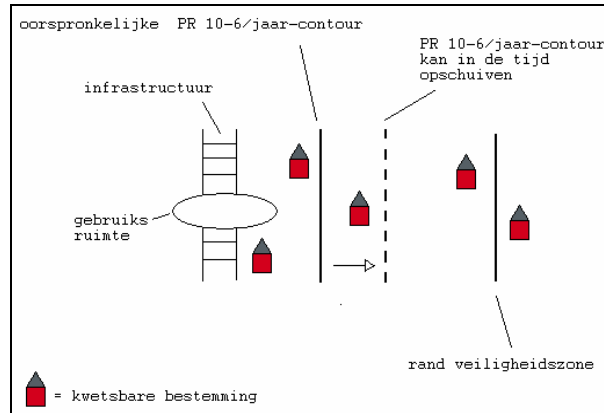 oorspronkelijke PR 10-6/jaar-contour
PR 10-6/jaar-contour
kan in de tijd
opschuiven
infrastructuur
gebruiks
ruimte
rand veiligheidszone
= kwetsbare bestemming